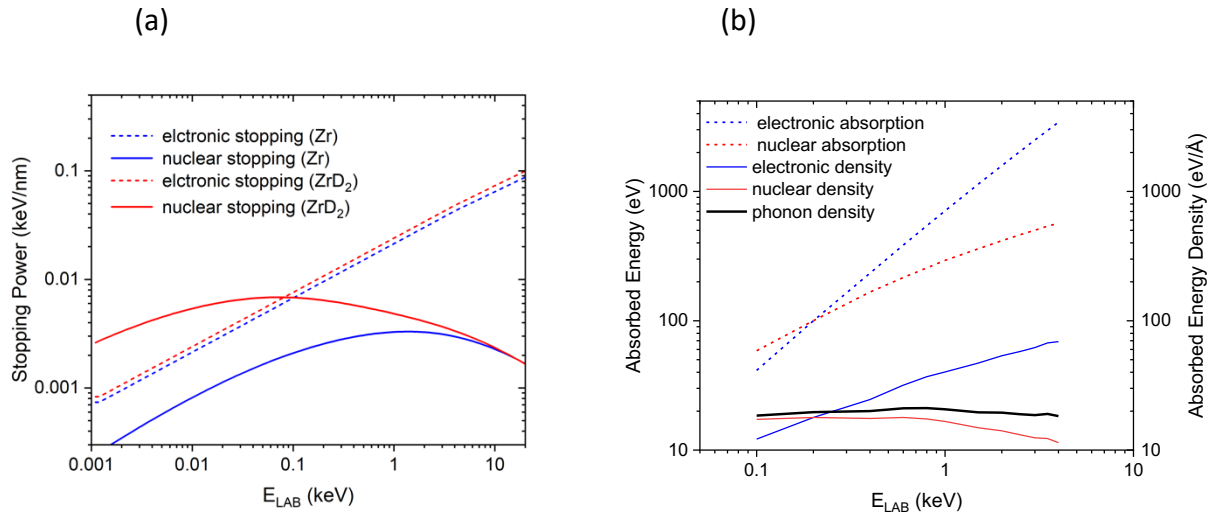 (a)
elctronic stopping (Zr)
nuclear stopping (Zr)
elctronic stopping (ZrD₂)
nuclear stopping (ZrD₂)
Stopping Power (keV/nm)
0.1
0.01
0.001
0.001
0.01
0.1
1
10
E_LAB (keV)
(b)
electronic absorption
nuclear absorption
electronic density
nuclear density
phonon density
Absorbed Energy (eV)
1000
100
10
Absorbed Energy Density (eV/Å)
1000
100
10
0.1
1
10
E_LAB (keV)